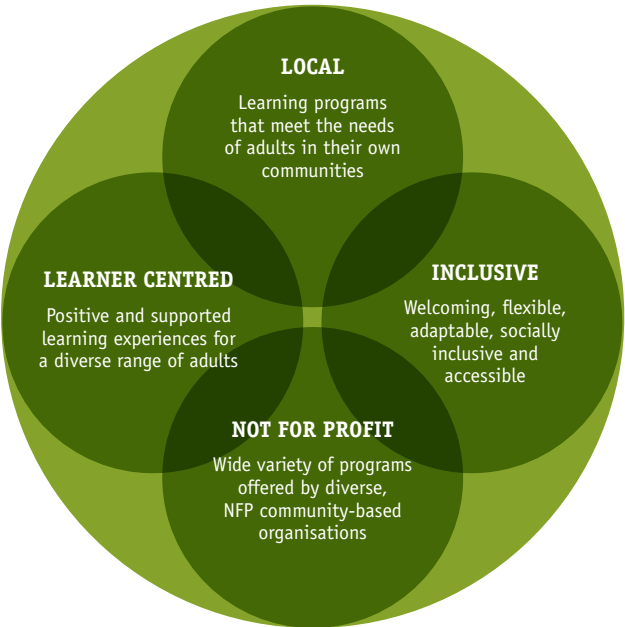 LOCAL
Learning programs
that meet the needs
of adults in their own
communities
LEARNER CENTRED
Positive and supported
learning experiences for
a diverse range of adults
INCLUSIVE
Welcoming, flexible,
adaptable, socially
inclusive and
accessible
NOT FOR PROFIT
Wide variety of programs
offered by diverse,
NFP community-based
organisations